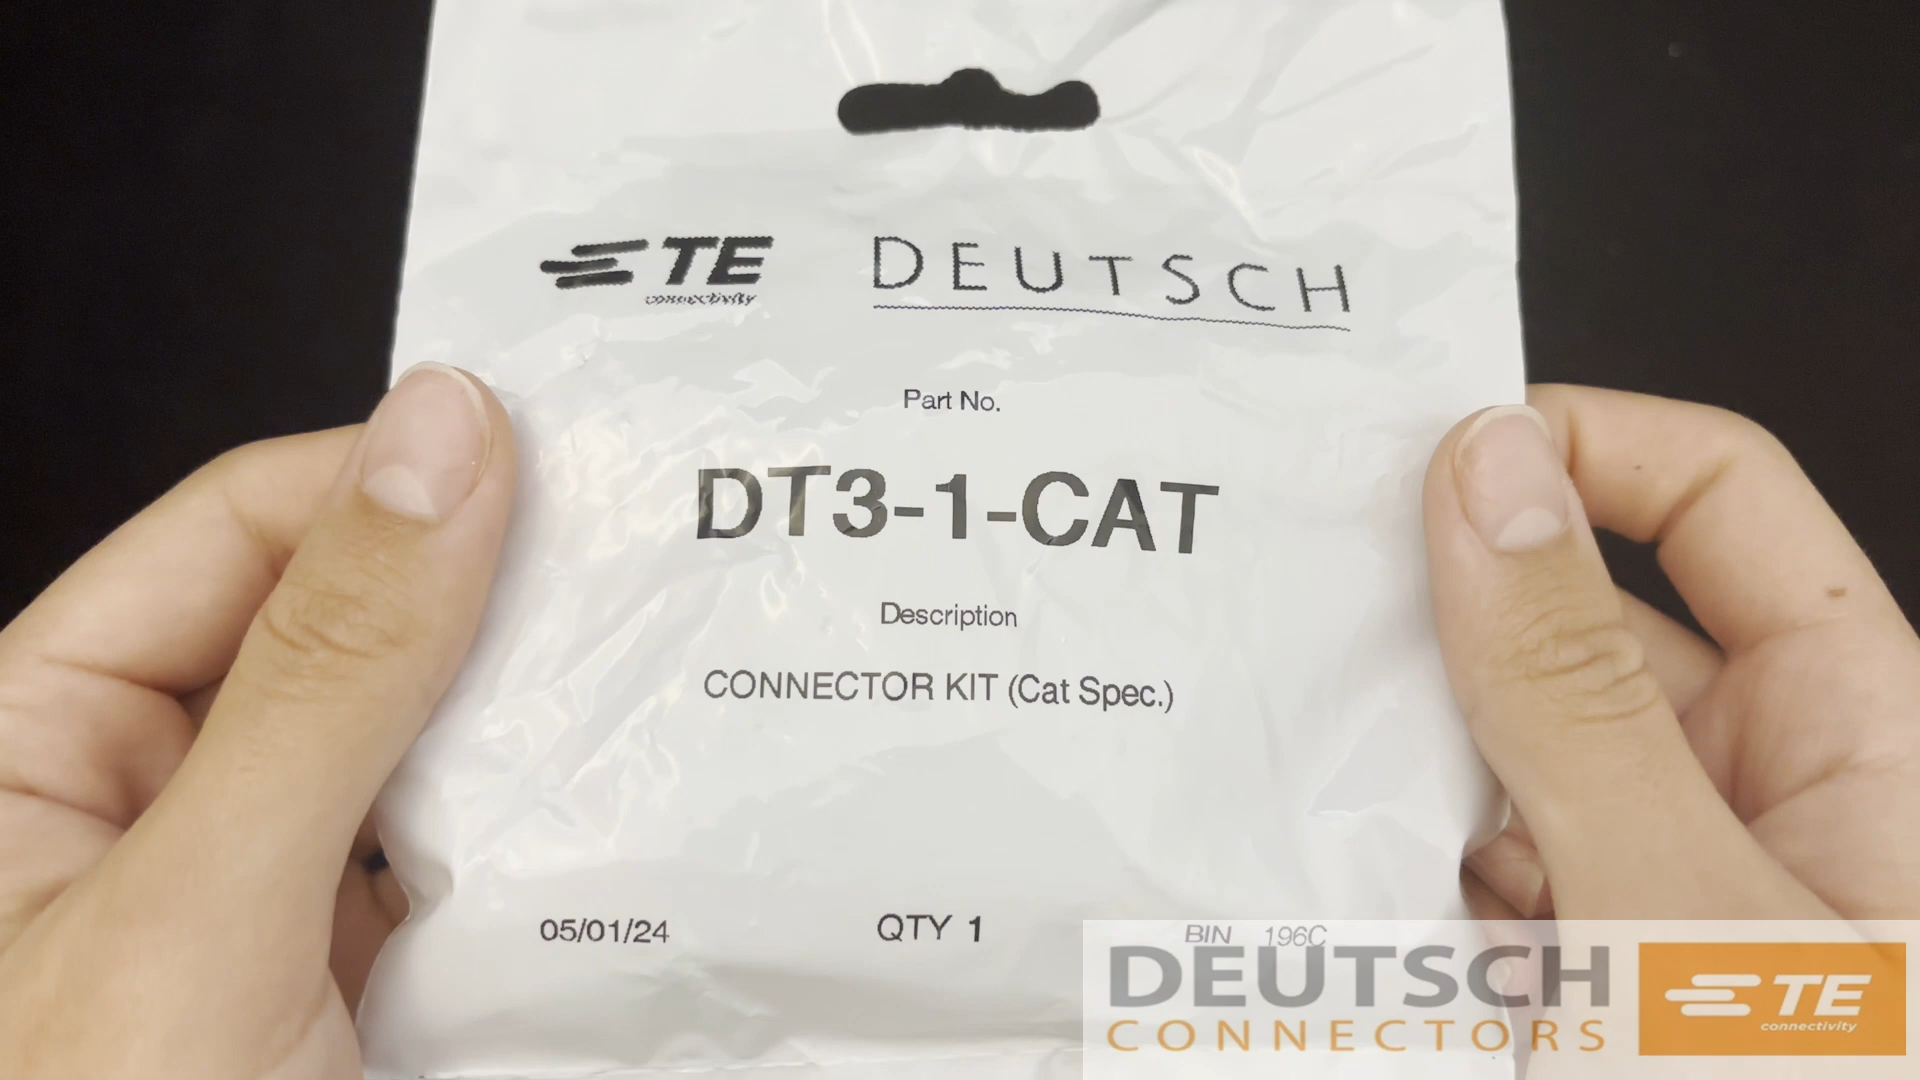 TE DEUTSCH
connectivity
Part No.
DT3-1-CAT
Description
CONNECTOR KIT (Cat Spec.)
05/01/24 QTY 1 BIN 196C
DEUTSCH
CONNECTORS
TE
connectivity